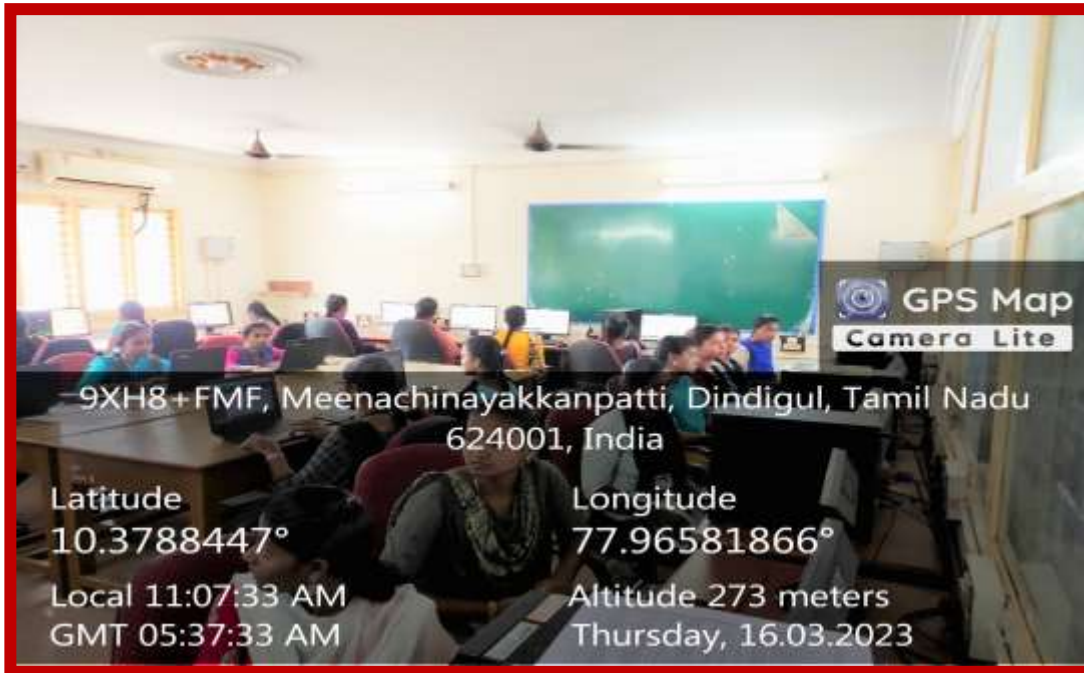 GPS Map
Camera Lite
9XH8+FMF, Meenachinayakkanpatti, Dindigul, Tamil Nadu
624001, India
Latitude
10.3788447°
Longitude
77.96581866°
Local 11:07:33 AM
GMT 05:37:33 AM
Altitude 273 meters
Thursday, 16.03.2023